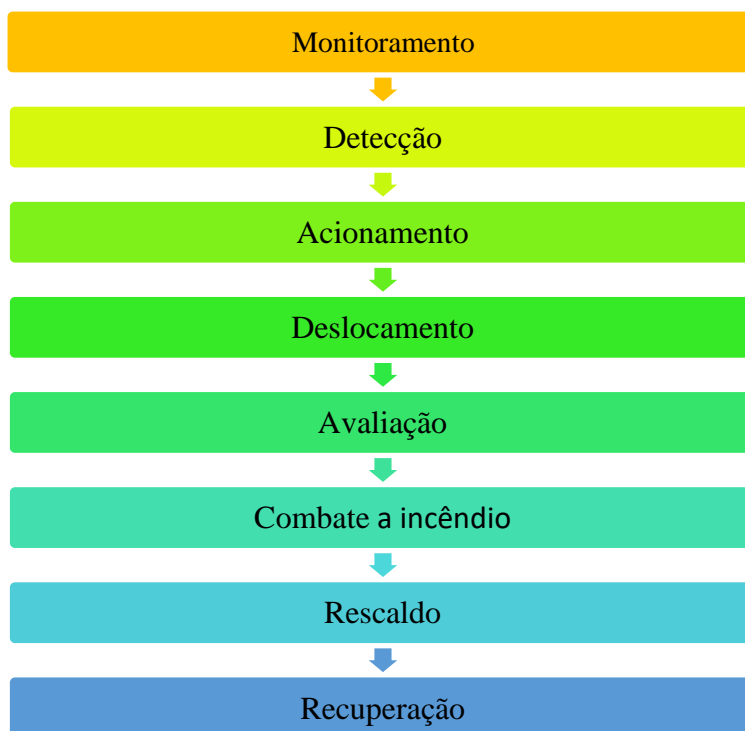 Monitoramento
Detecção
Acionamento
Deslocamento
Avaliação
Combate a incêndio
Rescaldo
Recuperação